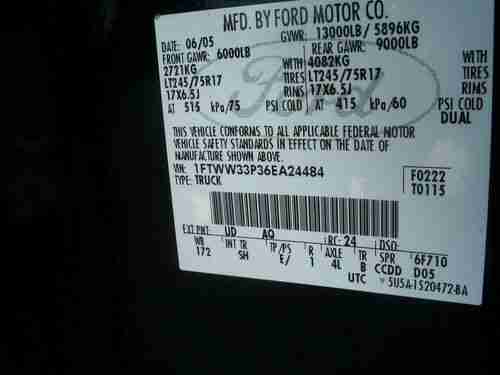 MFD. BY FORD MOTOR CO.
DATE: 06/05 GVWR: 13000LB/ 5896KG
FRONT GAWR: 6000LB REAR GAWR: 9000LB
2721KG WITH 4082KG WITH
LT245/75R17 TIRES LT245/75R17 TIRES
17X6.5J RIMS 17X6.5J RIMS
AT 515 kPa/75 PSI COLD AT 415 kPa/60 PSI COLD
DUAL
Ford
THIS VEHICLE CONFORMS TO ALL APPLICABLE FEDERAL MOTOR
VEHICLE SAFETY STANDARDS IN EFFECT ON THE DATE OF
MANUFACTURE SHOWN ABOVE.
VIN: 1FTWW33P36EA24484 F0222
TYPE: TRUCK T0115
EXT PNT: UD AQ RC: 24 DSO:
WB INT TR TP/PS R AXLE TR SPR 6F710
172 SH E/ 1 4L B CCDD D05
UTC 5U5A-1520472-BA